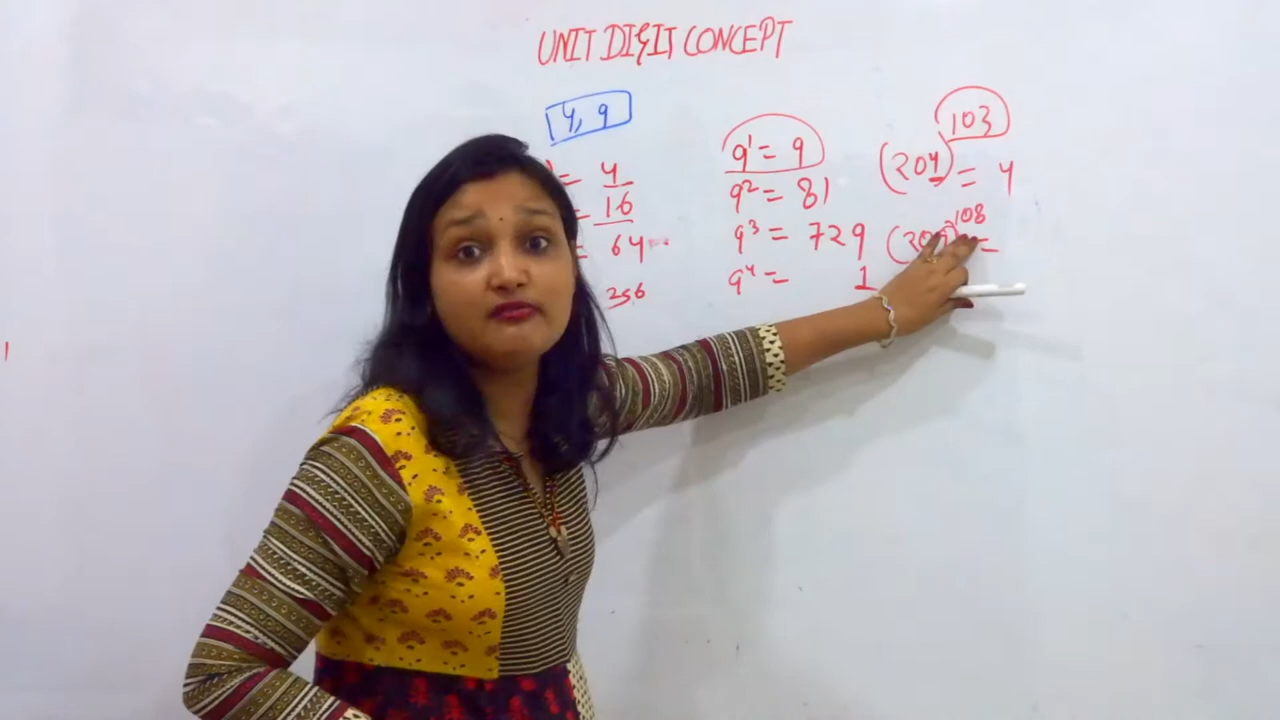 UNIT DIGIT CONCEPT
4, 9
= 4
= 16
= 64
256
9¹ = 9
9² = 81
9³ = 729
9⁴ = 1
(204)¹⁰³ = 4
(209)¹⁰⁸ =